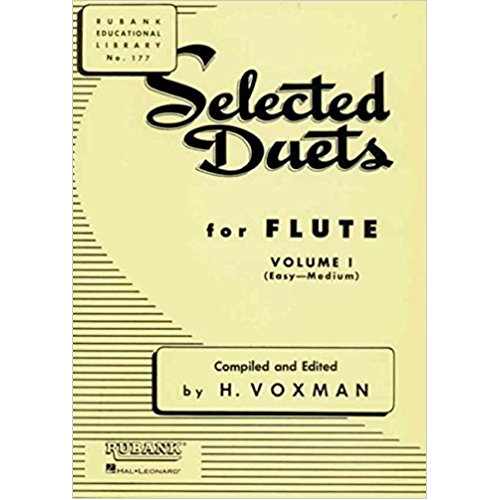 RUBANK
EDUCATIONAL
LIBRARY
No. 177
Selected
Duets
for FLUTE
VOLUME I
(Easy—Medium)
Compiled and Edited
by H. VOXMAN
RUBANK
HAL•LEONARD